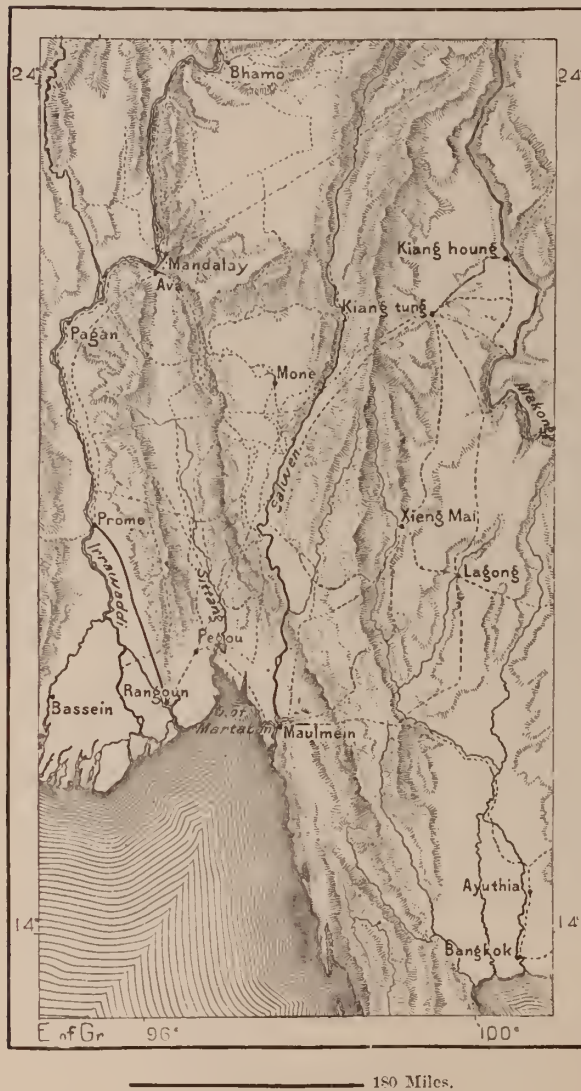 24°
24°
Bhamo
Kiang houng
Mandalay
Ava
Kiang tung
Pagan
Mone
Makong
Salwen
Xieng Mai
Promo
Lagong
Irrawaddi
Sittang
Pegou
Rangoun
Bassein
G. of Martaban
Maulmein
Ayuthia
14°
14°
Bangkok
E of Gr 96° 100°
180 Miles.